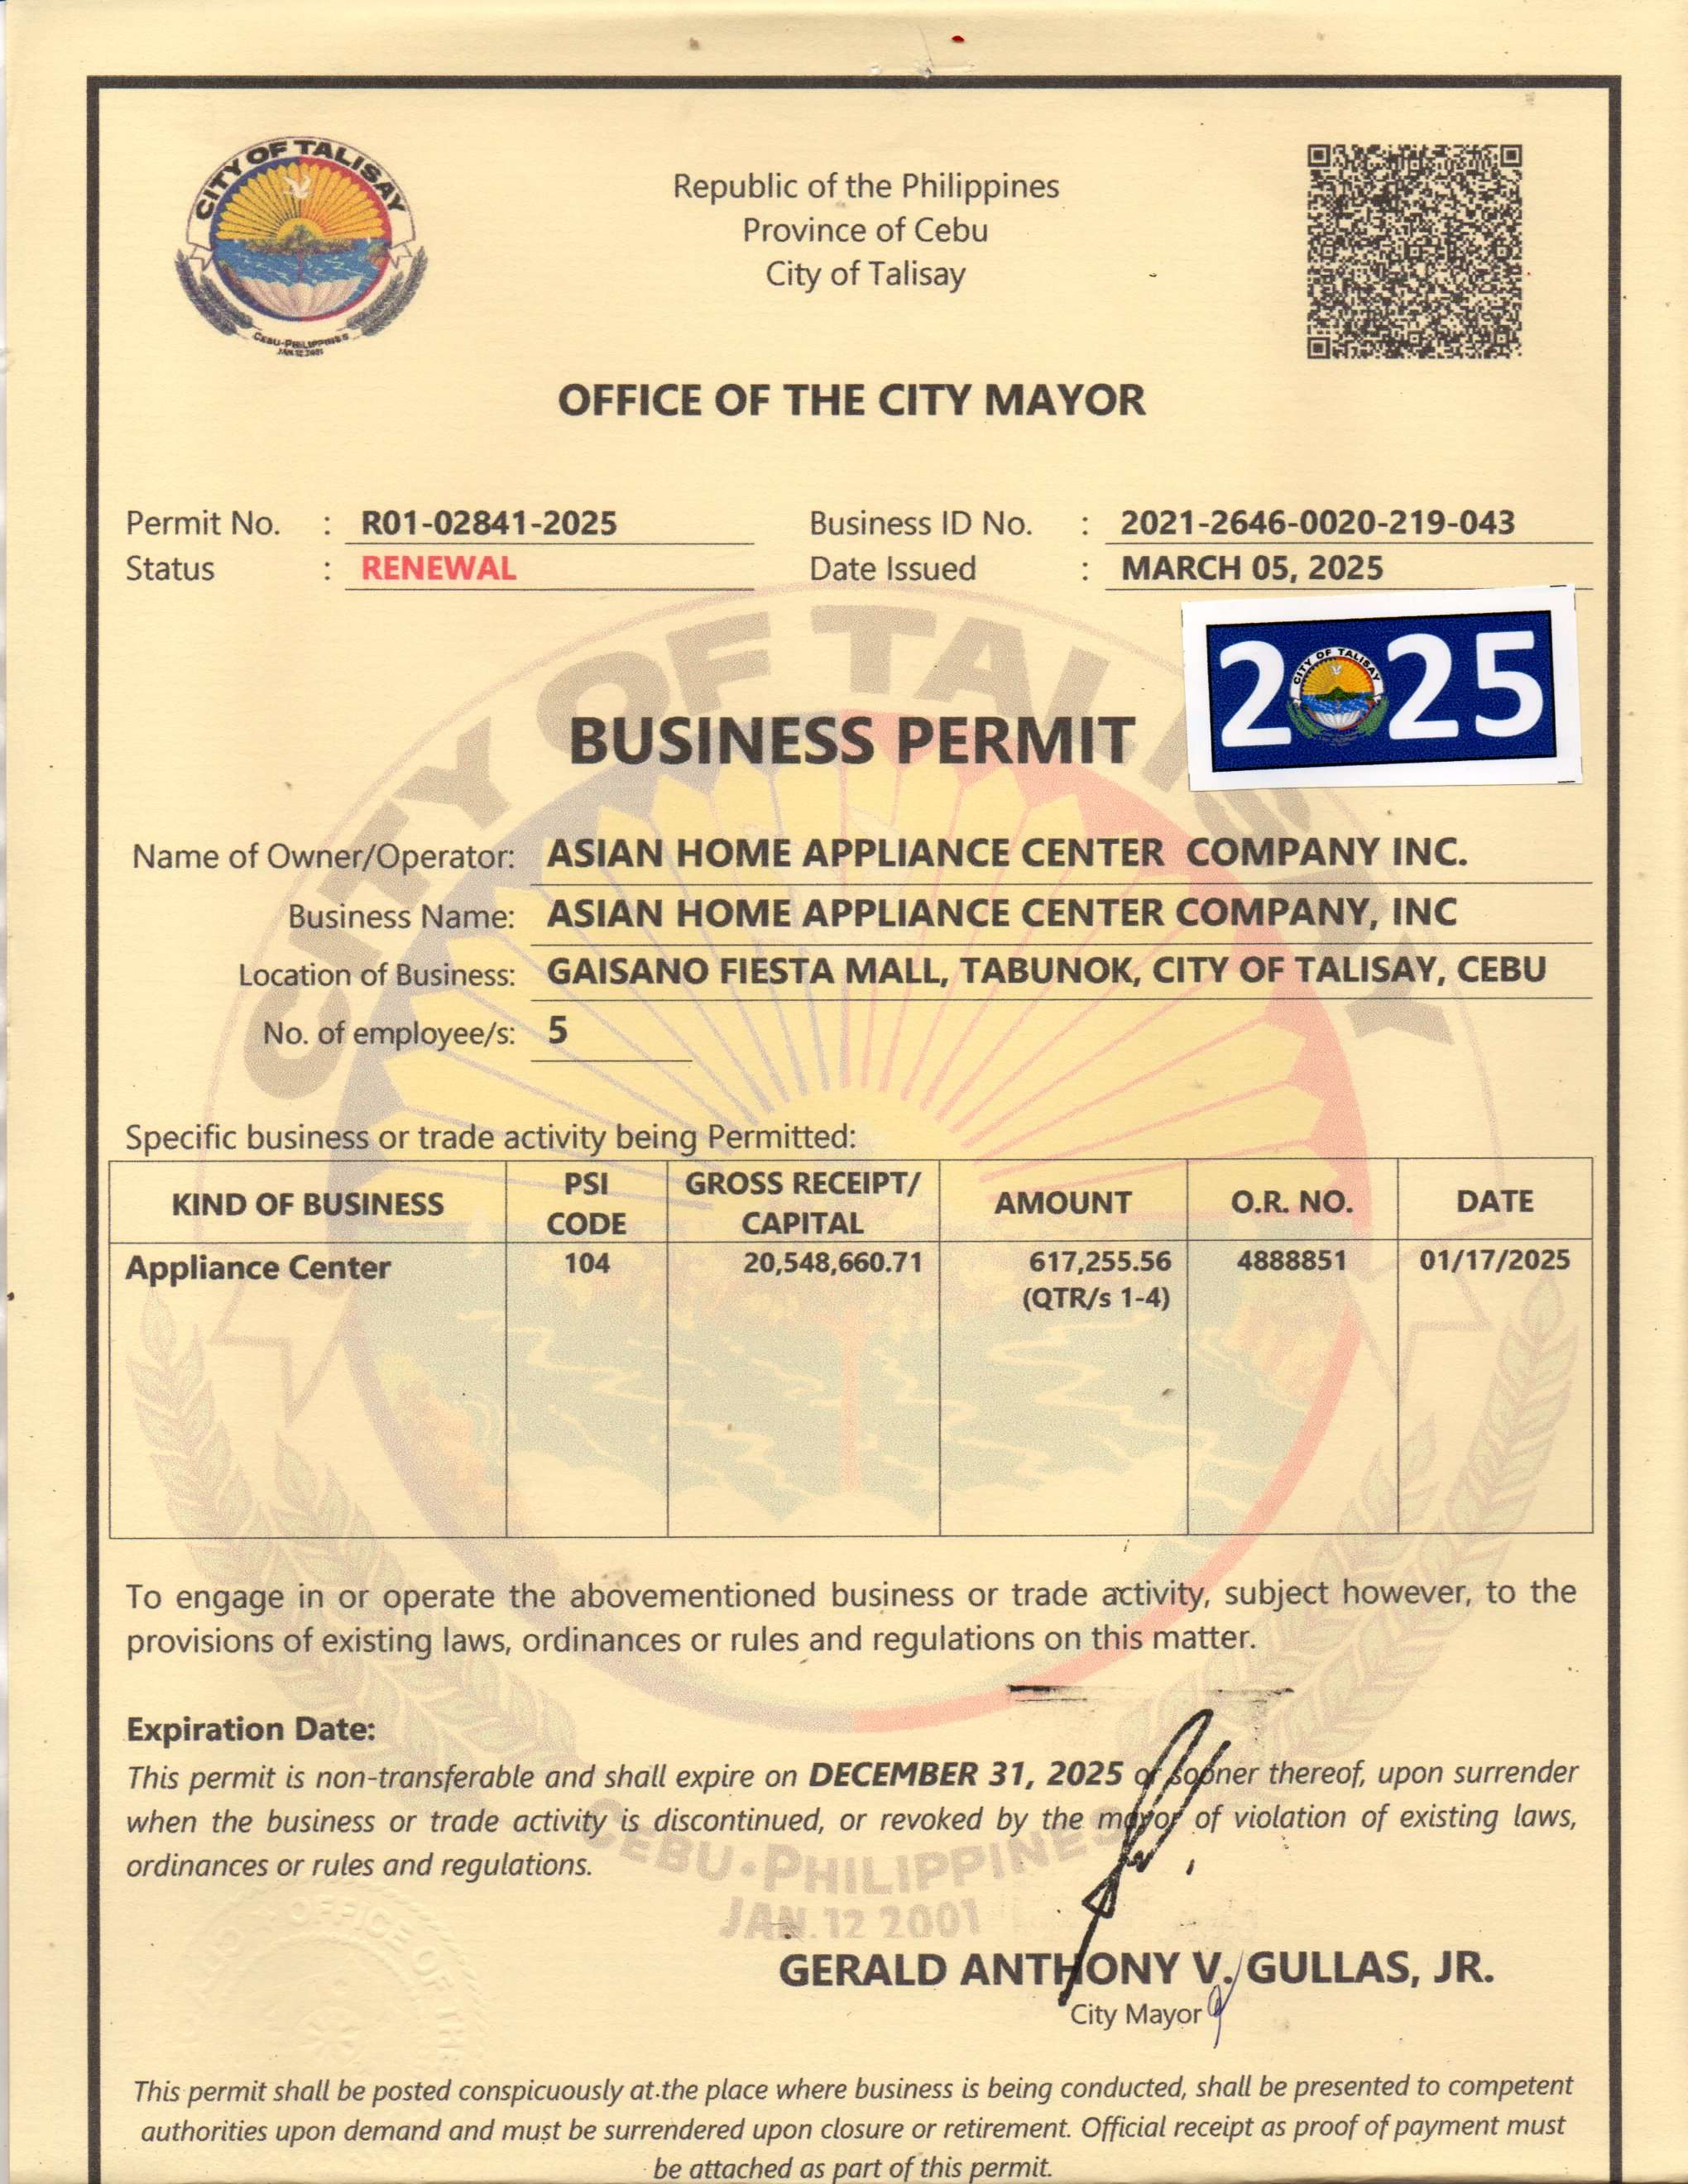 CITY OF TALISAY
CEBU-PHILIPPINES
JAN.12.2001
Republic of the Philippines
Province of Cebu
City of Talisay
OFFICE OF THE CITY MAYOR
Permit No. : R01-02841-2025 Business ID No. : 2021-2646-0020-219-043
Status : RENEWAL Date Issued : MARCH 05, 2025
2025
CITY OF TALISAY
CITY OF TALISAY
BUSINESS PERMIT
Name of Owner/Operator: ASIAN HOME APPLIANCE CENTER COMPANY INC.
Business Name: ASIAN HOME APPLIANCE CENTER COMPANY, INC
Location of Business: GAISANO FIESTA MALL, TABUNOK, CITY OF TALISAY, CEBU
No. of employee/s: 5
Specific business or trade activity being Permitted:
KIND OF BUSINESS PSI CODE GROSS RECEIPT/ CAPITAL AMOUNT O.R. NO. DATE
Appliance Center 104 20,548,660.71 617,255.56 4888851 01/17/2025
(QTR/s 1-4)
To engage in or operate the abovementioned business or trade activity, subject however, to the
provisions of existing laws, ordinances or rules and regulations on this matter.
Expiration Date:
This permit is non-transferable and shall expire on DECEMBER 31, 2025 or sooner thereof, upon surrender
when the business or trade activity is discontinued, or revoked by the mayor of violation of existing laws,
ordinances or rules and regulations.
CEBU-PHILIPPINES
JAN.12 2001
OFFICE OF THE
GERALD ANTHONY V. GULLAS, JR.
City Mayor
This permit shall be posted conspicuously at the place where business is being conducted, shall be presented to competent
authorities upon demand and must be surrendered upon closure or retirement. Official receipt as proof of payment must
be attached as part of this permit.